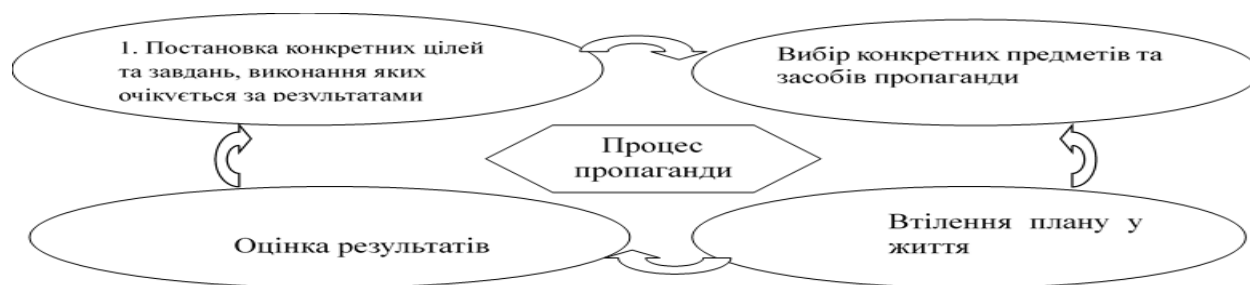 1. Постановка конкретних цілей
та завдань, виконання яких
очікується за результатами
Вибір конкретних предметів та
засобів пропаганди
Процес
пропаганди
Оцінка результатів
Втілення плану у
життя